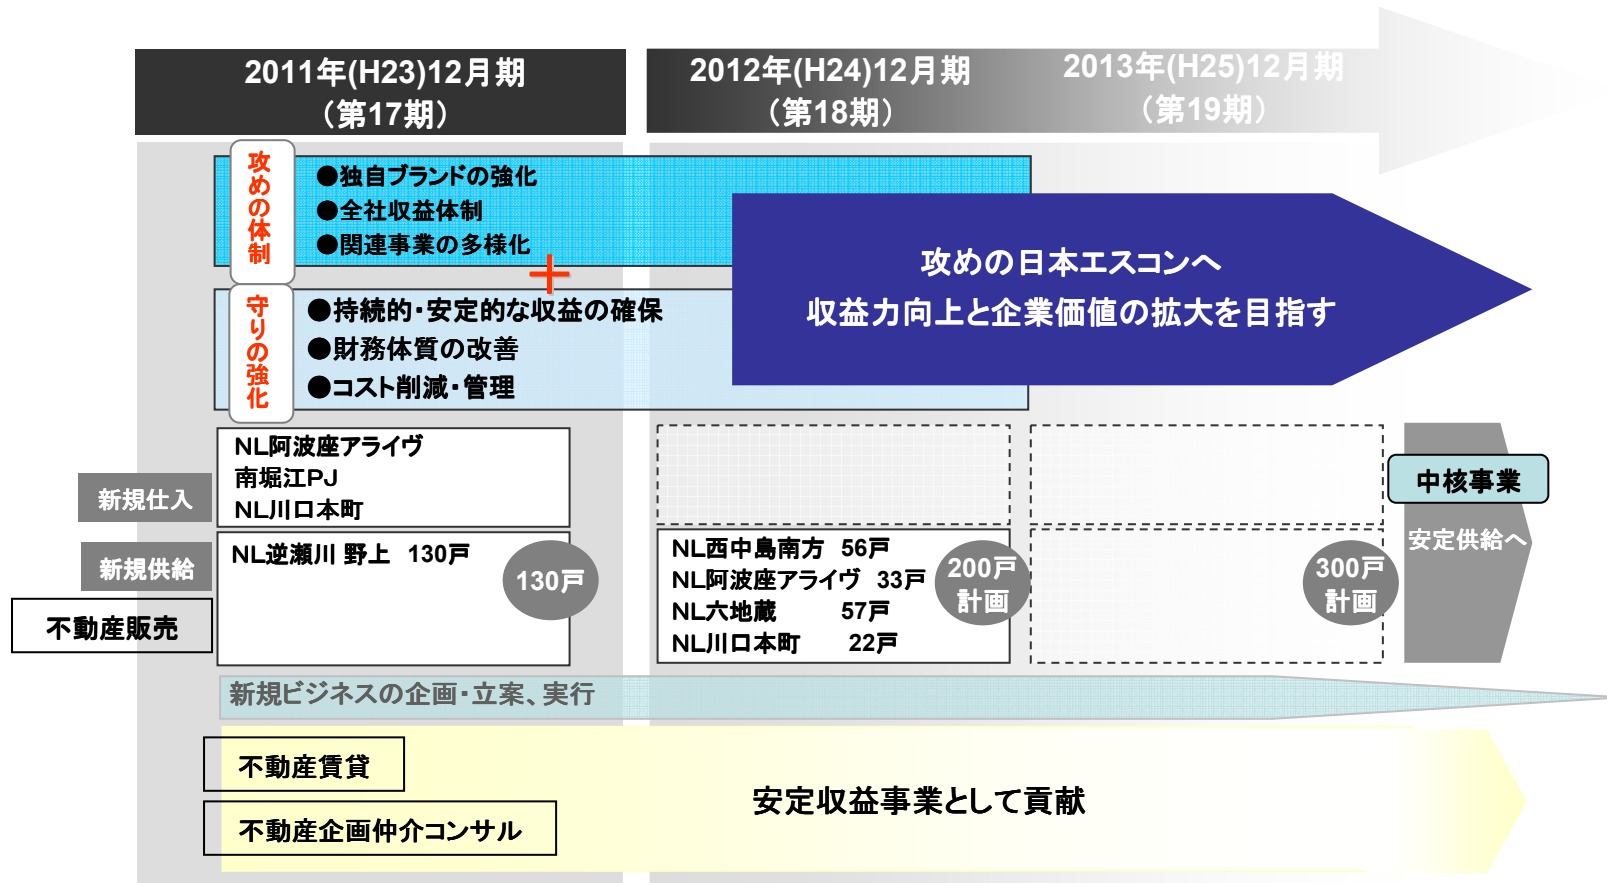 2011年(H23)12月期
（第17期）
2012年(H24)12月期
（第18期）
2013年(H25)12月期
（第19期）
攻めの体制
●独自ブランドの強化
●全社収益体制
●関連事業の多様化
＋
守りの強化
●持続的・安定的な収益の確保
●財務体質の改善
●コスト削減・管理
攻めの日本エスコンへ
収益力向上と企業価値の拡大を目指す
新規仕入
NL阿波座アライヴ
南堀江PJ
NL川口本町
中核事業
安定供給へ
新規供給
NL逆瀬川 野上 130戸
130戸
NL西中島南方 56戸
NL阿波座アライヴ 33戸
NL六地蔵 57戸
NL川口本町 22戸
200戸
計画
300戸
計画
不動産販売
新規ビジネスの企画・立案、実行
不動産賃貸
不動産企画仲介コンサル
安定収益事業として貢献